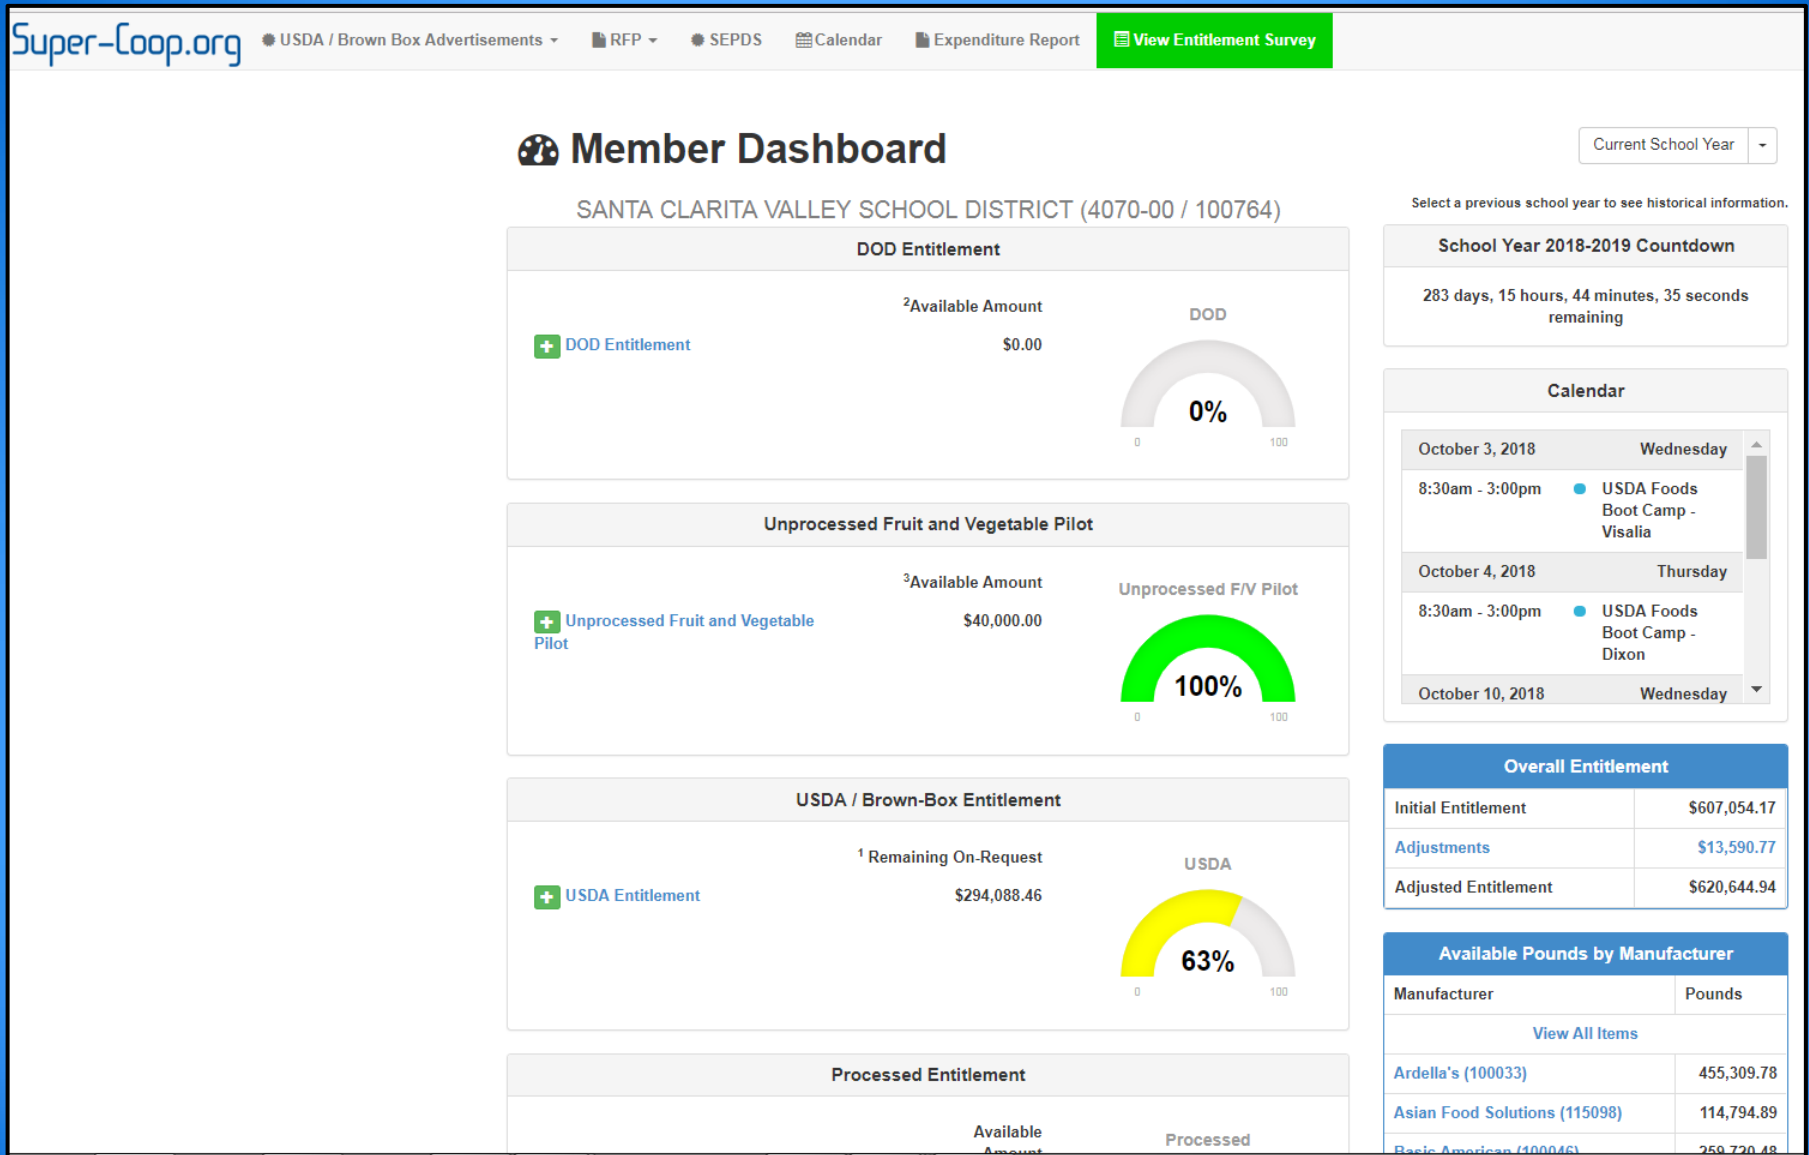 Super-Coop.org USDA / Brown Box Advertisements RFP SEPDS Calendar Expenditure Report View Entitlement Survey
Member Dashboard
Current School Year
SANTA CLARITA VALLEY SCHOOL DISTRICT (4070-00 / 100764)
Select a previous school year to see historical information.
DOD Entitlement
2Available Amount
DOD Entitlement $0.00
DOD
0%
0 100
Unprocessed Fruit and Vegetable Pilot
3Available Amount
Unprocessed Fruit and Vegetable $40,000.00
Pilot
Unprocessed F/V Pilot
100%
0 100
USDA / Brown-Box Entitlement
1 Remaining On-Request
USDA Entitlement $294,088.46
USDA
63%
0 100
Processed Entitlement
Available
Amount
Processed
School Year 2018-2019 Countdown
283 days, 15 hours, 44 minutes, 35 seconds
remaining
Calendar
October 3, 2018 Wednesday
8:30am - 3:00pm USDA Foods
Boot Camp -
Visalia
October 4, 2018 Thursday
8:30am - 3:00pm USDA Foods
Boot Camp -
Dixon
October 10, 2018 Wednesday
Overall Entitlement
Initial Entitlement $607,054.17
Adjustments $13,590.77
Adjusted Entitlement $620,644.94
Available Pounds by Manufacturer
Manufacturer Pounds
View All Items
Ardella's (100033) 455,309.78
Asian Food Solutions (115098) 114,794.89
Basic American (100046) 259,720.48